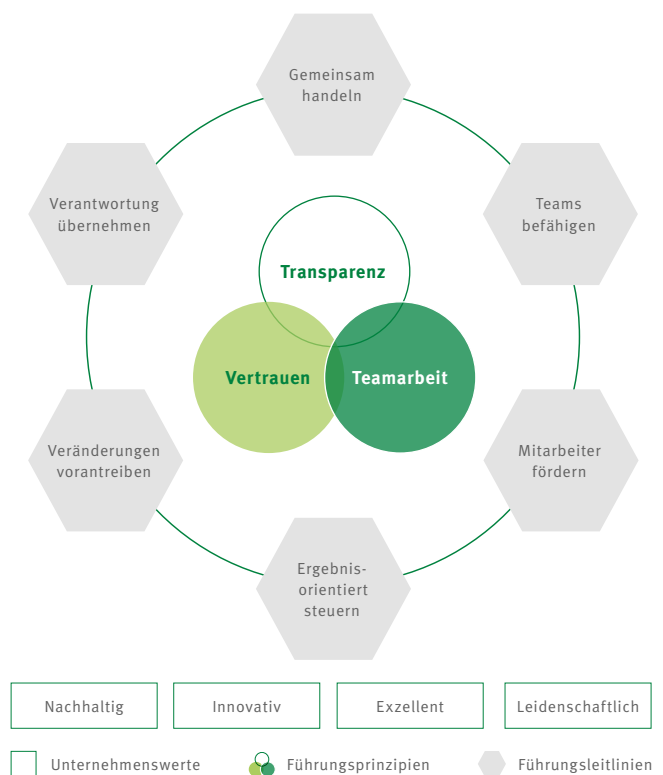 Gemeinsam
handeln
Verantwortung
übernehmen
Teams
befähigen
Transparenz
Vertrauen
Teamarbeit
Veränderungen
vorantreiben
Mitarbeiter
fördern
Ergebnis-
orientiert
steuern
Nachhaltig
Innovativ
Exzellent
Leidenschaftlich
Unternehmenswerte
Führungsprinzipien
Führungsleitlinien